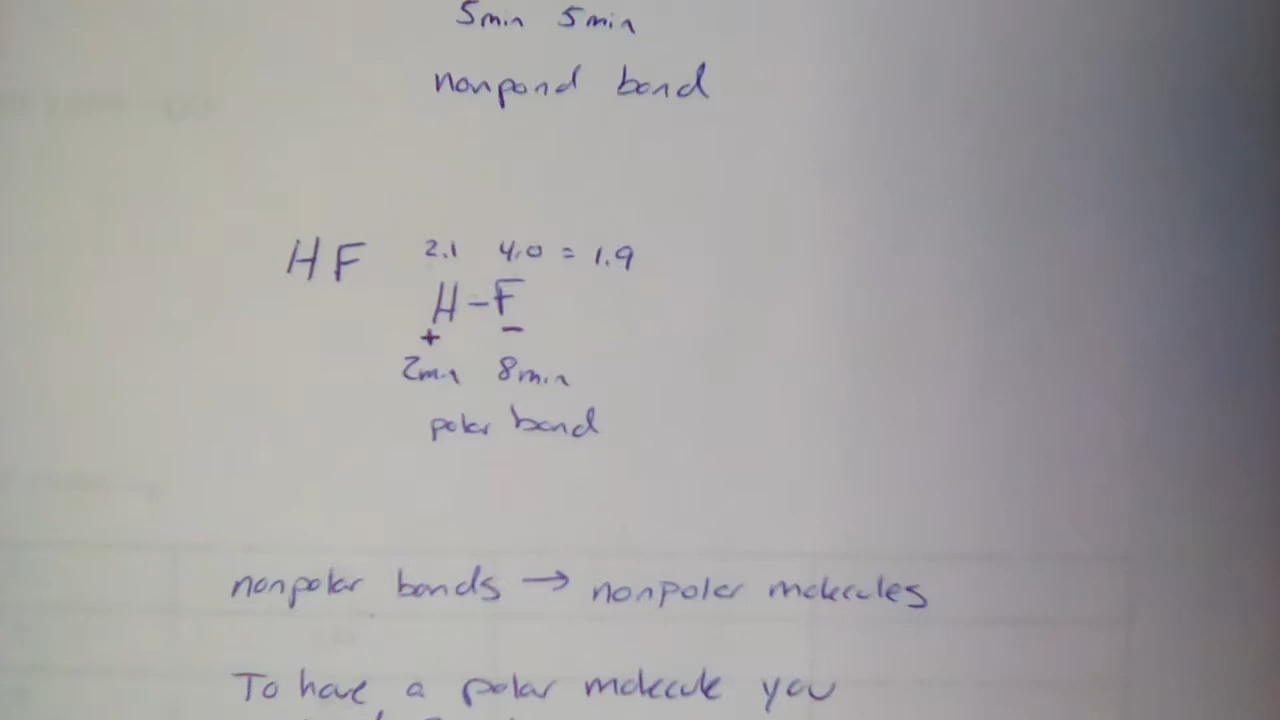 5min 5min
nonpond bond
HF 2.1 4.0 = 1.9
H-F
+ -
2min 8min
polar bond
nonpolar bonds → nonpolar molecules
To have a polar molecule you